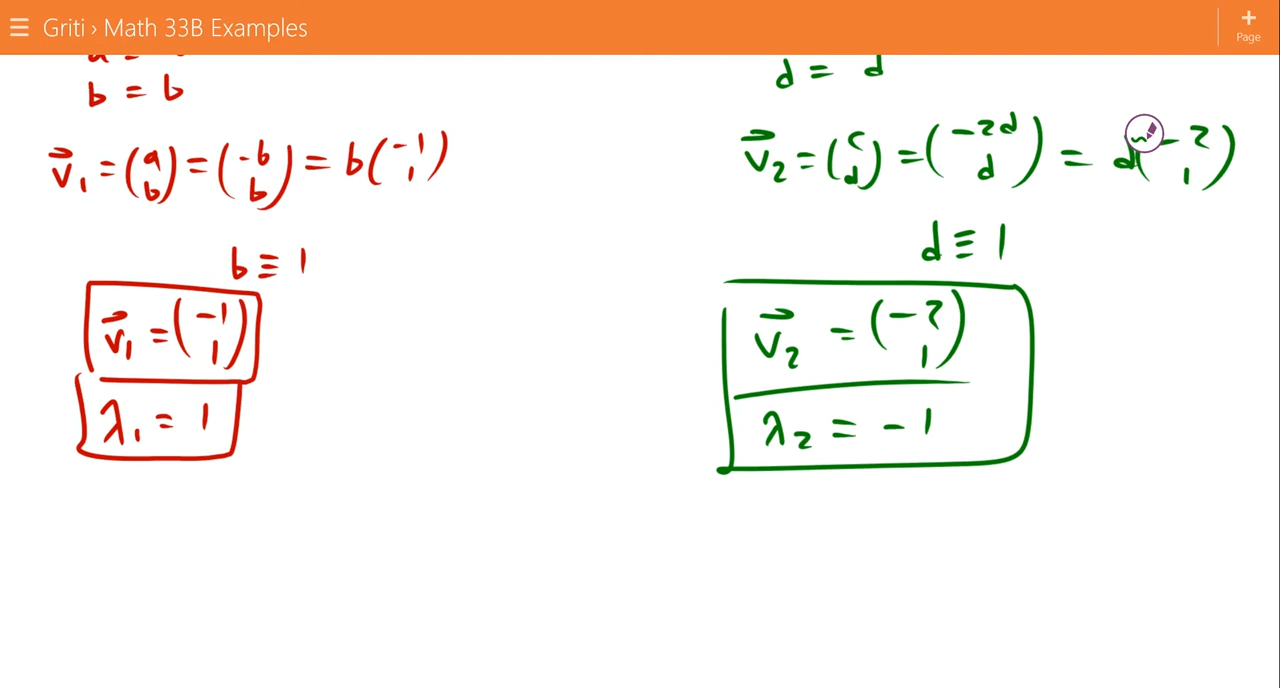 Griti › Math 33B Examples
Page
b = b
d = d
v⃗₁ = (a b) = (-b b) = b(-1 1)
v⃗₂ = (c d) = (-2d d) = d(-2 1)
b ≡ 1
d ≡ 1
v⃗₁ = (-1 1)
λ₁ = 1
v⃗₂ = (-2 1)
λ₂ = -1